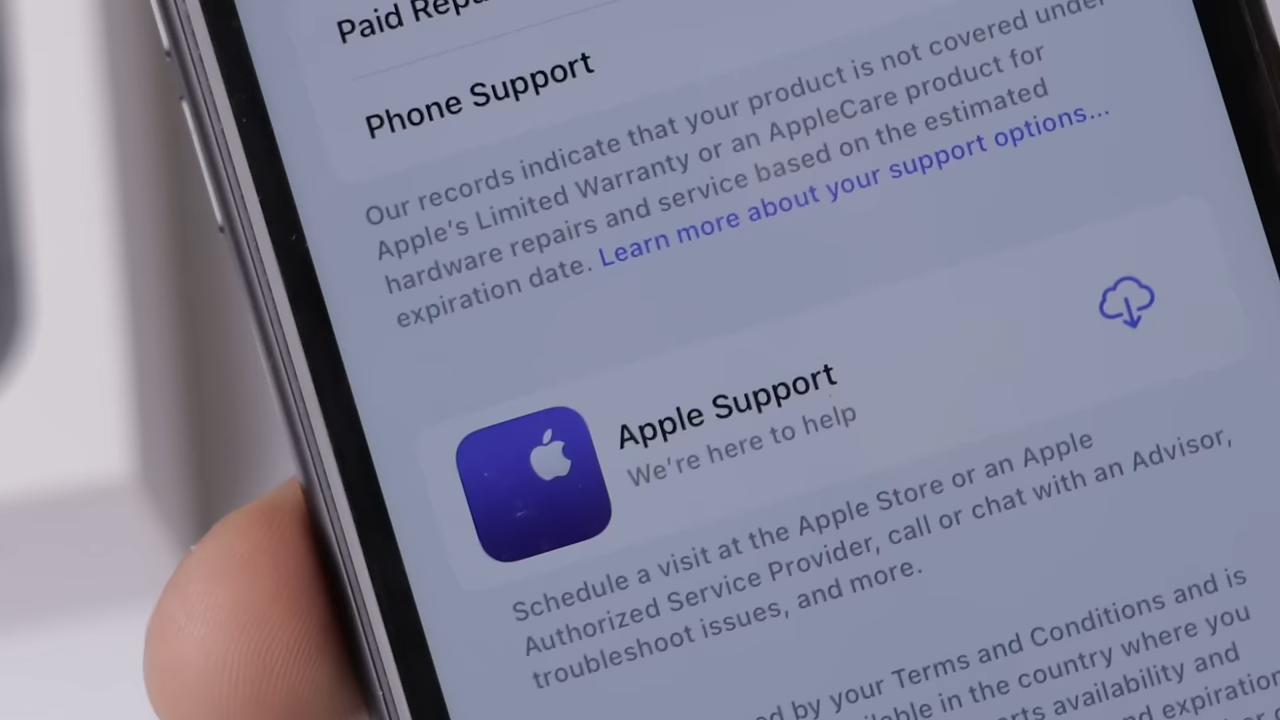 Paid
Phone Support
Our records indicate that your product is not covered under
Apple's Limited Warranty or an AppleCare product for
hardware repairs and service based on the estimated
expiration date. Learn more about your support options...
Apple Support
We're here to help
Schedule a visit at the Apple Store or an Apple
Authorized Service Provider, call or chat with an Advisor,
troubleshoot issues, and more.
by your Terms and Conditions and is
in the country where you
availability and